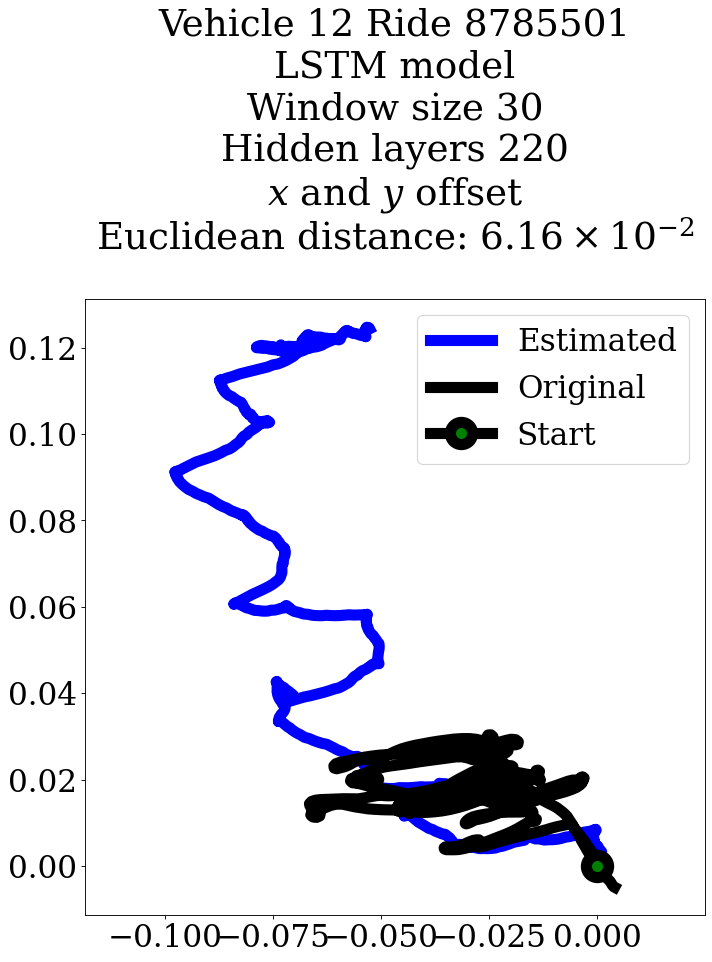 Vehicle 12 Ride 8785501
LSTM model
Window size 30
Hidden layers 220
x and y offset
Euclidean distance: 6.16 × 10⁻²
Estimated
Original
Start
0.12
0.10
0.08
0.06
0.04
0.02
0.00
−0.100 −0.075 −0.050 −0.025 0.000